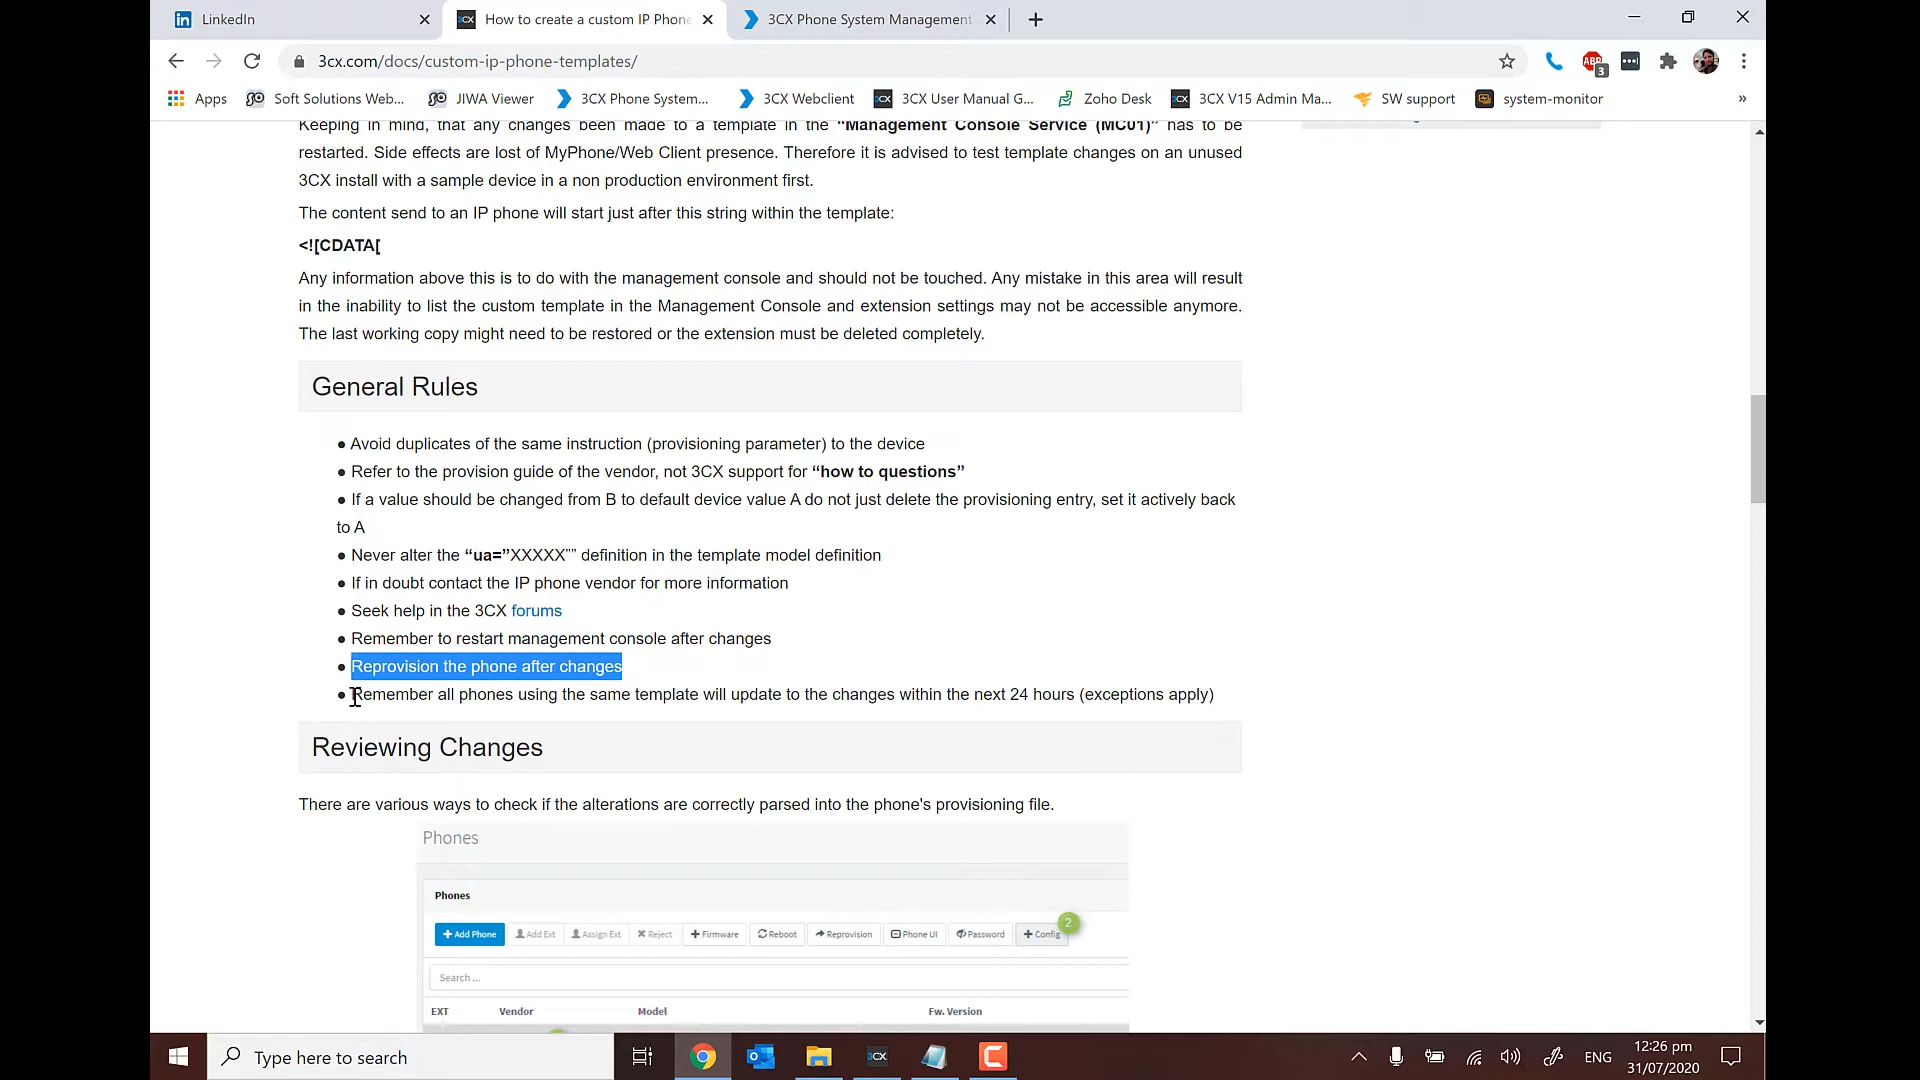 LinkedIn
How to create a custom IP Phone
3CX Phone System Management
3cx.com/docs/custom-ip-phone-templates/
ABP
3
Apps
Soft Solutions Web...
JIWA Viewer
3CX Phone System...
3CX Webclient
3CX User Manual G...
Zoho Desk
3CX V15 Admin Ma...
SW support
system-monitor
»
Keeping in mind, that any changes been made to a template in the “Management Console Service (MC01)” has to be
restarted. Side effects are lost of MyPhone/Web Client presence. Therefore it is advised to test template changes on an unused
3CX install with a sample device in a non production environment first.
The content send to an IP phone will start just after this string within the template:
<![CDATA[
Any information above this is to do with the management console and should not be touched. Any mistake in this area will result
in the inability to list the custom template in the Management Console and extension settings may not be accessible anymore.
The last working copy might need to be restored or the extension must be deleted completely.
General Rules
● Avoid duplicates of the same instruction (provisioning parameter) to the device
● Refer to the provision guide of the vendor, not 3CX support for “how to questions”
● If a value should be changed from B to default device value A do not just delete the provisioning entry, set it actively back
to A
● Never alter the “ua=”XXXXX”” definition in the template model definition
● If in doubt contact the IP phone vendor for more information
● Seek help in the 3CX forums
● Remember to restart management console after changes
● Reprovision the phone after changes
● Remember all phones using the same template will update to the changes within the next 24 hours (exceptions apply)
Reviewing Changes
There are various ways to check if the alterations are correctly parsed into the phone's provisioning file.
Phones
Phones
2
+ Add Phone
Add Ext
Assign Ext
Reject
+ Firmware
Reboot
Reprovision
Phone UI
Password
+ Config
Search ...
EXT Vendor Model Fw. Version
Type here to search
3CX
ENG
12:26 pm
31/07/2020